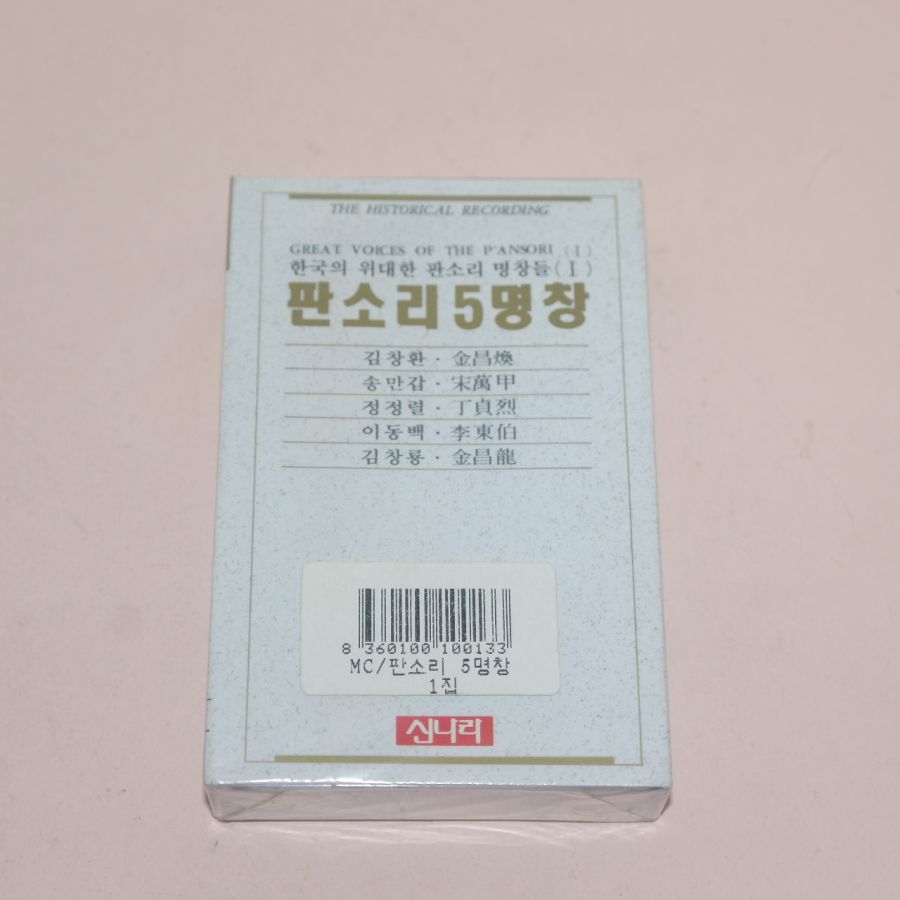 THE HISTORICAL RECORDING
GREAT VOICES OF THE P'ANSORI (I)
한국의 위대한 판소리 명창들(I)
판소리5명창
김창환 · 金昌煥
송만갑 · 宋萬甲
정정렬 · 丁貞烈
이동백 · 李東伯
김창룡 · 金昌龍
8 360100 100133
MC/판소리 5명창
1집
신나라